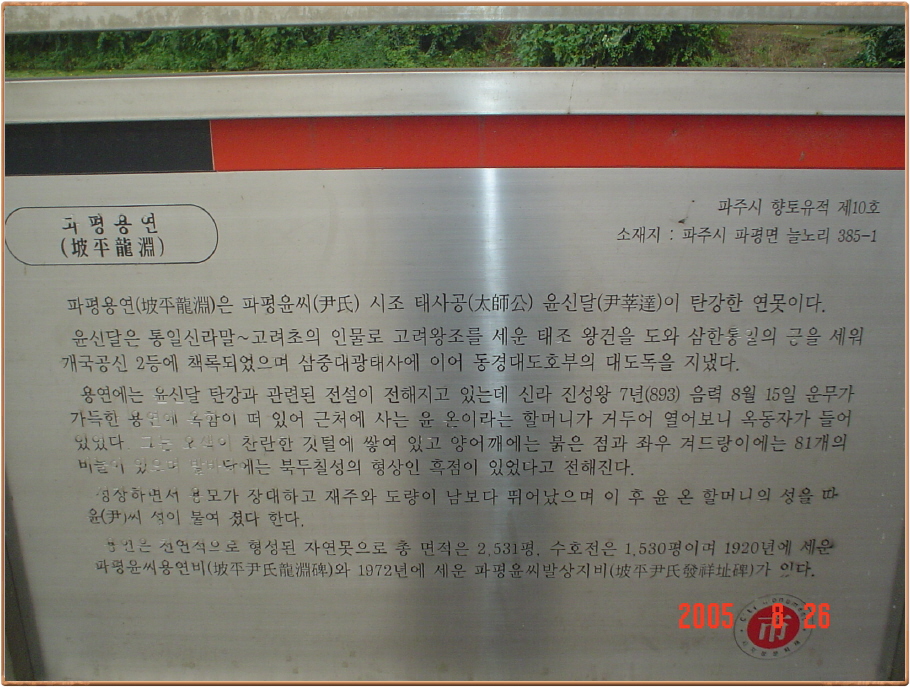 파평용연
(坡平龍淵)
파주시 향토유적 제10호
소재지 : 파주시 파평면 늘노리 385-1
파평용연(坡平龍淵)은 파평윤씨(尹氏) 시조 태사공(太師公) 윤신달(尹莘達)이 탄강한 연못이다.
윤신달은 통일신라말~고려초의 인물로 고려왕조를 세운 태조 왕건을 도와 삼한통일의 큰 세워
개국공신 2등에 책록되었으며 삼중대광태사에 이어 동경대도호부의 대도독을 지냈다.
용연에는 윤신달 탄강과 관련된 전설이 전해지고 있는데 신라 진성왕 7년(893) 음력 8월 15일 운무가
가득한 용연에 옥함이 떠 있어 근처에 사는 윤 온이라는 할머니가 거두어 열어보니 옥동자가 들어
있었다. 찬란한 깃털에 쌓여 있고 양어깨에는 붉은 점과 좌우 겨드랑이에는 81개의
비늘이 북두칠성의 형상인 흑점이 있었다고 전해진다.
성장하면서 용모가 장대하고 재주와 도량이 남보다 뛰어났으며 이 후 윤 온 할머니의 성을 따
윤(尹)씨 성이 붙여 졌다 한다.
용연은 천연적으로 형성된 자연못으로 총 면적은 2,531평, 수호전은 1,530평이며 1920년에 세운
파평윤씨용연비(坡平尹氏龍淵碑)와 1972년에 세운 파평윤씨발상지비(坡平尹氏發祥址碑)가 있다.
市
2005 8 26